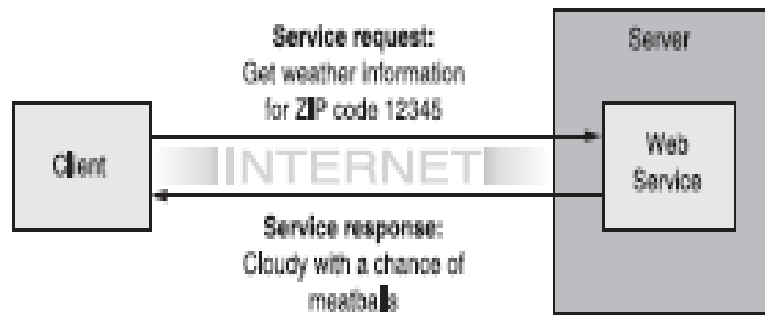 Service request:
Get weather information
for ZIP code 12345
Server
Client
INTERNET
Web
Service
Service response:
Cloudy with a chance of
meatballs